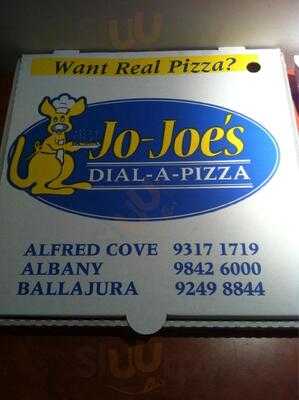 Want Real Pizza?
Jo-Joe's
DIAL-A-PIZZA
ALFRED COVE 9317 1719
ALBANY 9842 6000
BALLAJURA 9249 8844